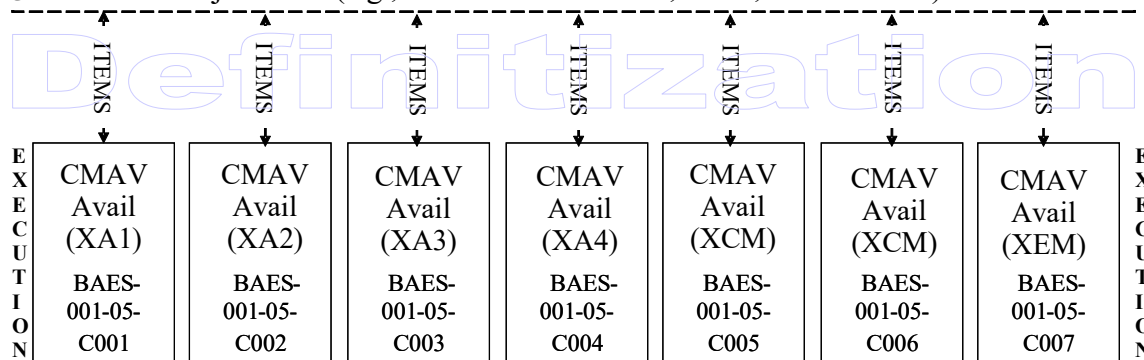 Definitization
ITEMS
ITEMS
ITEMS
ITEMS
ITEMS
ITEMS
ITEMS
EXECUTION
CMAV
Avail
(XA1)
BAES-
001-05-
C001
CMAV
Avail
(XA2)
BAES-
001-05-
C002
CMAV
Avail
(XA3)
BAES-
001-05-
C003
CMAV
Avail
(XA4)
BAES-
001-05-
C004
CMAV
Avail
(XCM)
BAES-
001-05-
C005
CMAV
Avail
(XCM)
BAES-
001-05-
C006
CMAV
Avail
(XEM)
BAES-
001-05-
C007
EXECUTION